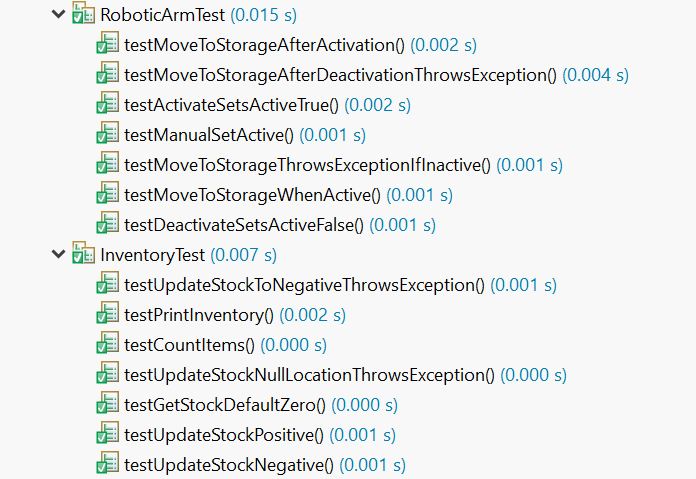 RoboticArmTest (0.015 s)
testMoveToStorageAfterActivation() (0.002 s)
testMoveToStorageAfterDeactivationThrowsException() (0.004 s)
testActivateSetsActiveTrue() (0.002 s)
testManualSetActive() (0.001 s)
testMoveToStorageThrowsExceptionIfInactive() (0.001 s)
testMoveToStorageWhenActive() (0.001 s)
testDeactivateSetsActiveFalse() (0.001 s)
InventoryTest (0.007 s)
testUpdateStockToNegativeThrowsException() (0.001 s)
testPrintInventory() (0.002 s)
testCountItems() (0.000 s)
testUpdateStockNullLocationThrowsException() (0.000 s)
testGetStockDefaultZero() (0.000 s)
testUpdateStockPositive() (0.001 s)
testUpdateStockNegative() (0.001 s)